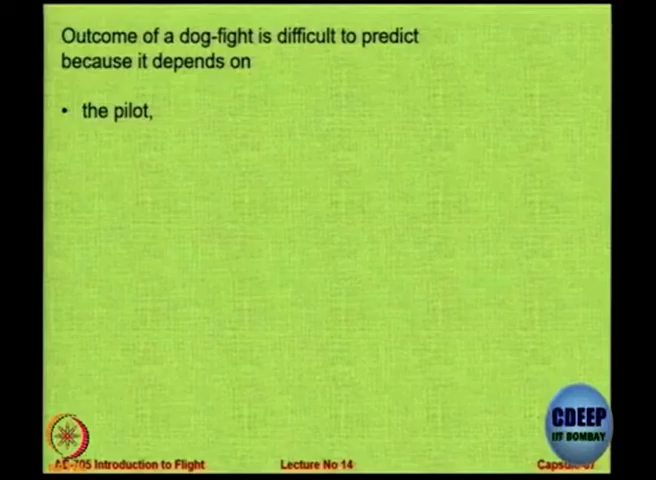 Outcome of a dog-fight is difficult to predict
because it depends on
• the pilot,
CDEEP
IIT BOMBAY
Introduction to Flight
Lecture No 14